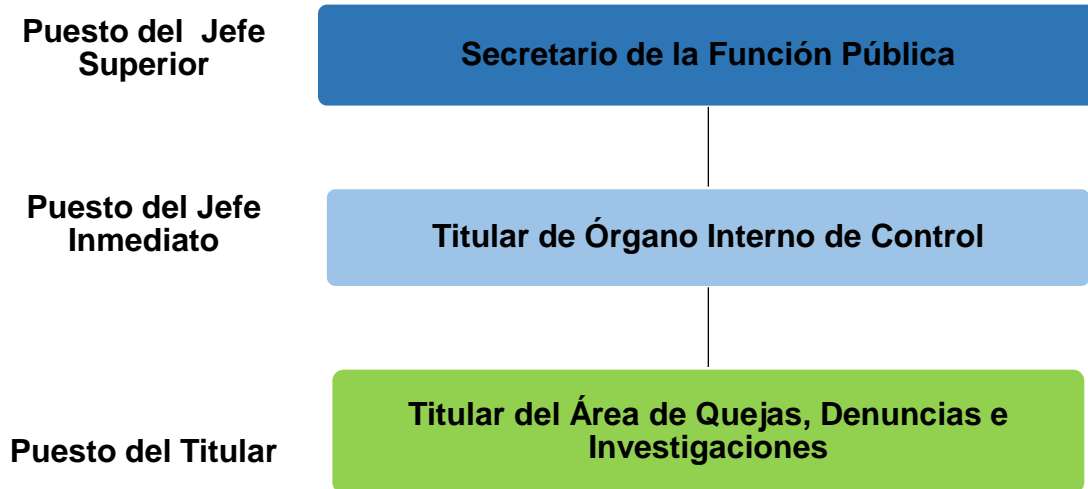 Puesto del Jefe
Superior
Secretario de la Función Pública
Puesto del Jefe
Inmediato
Titular de Órgano Interno de Control
Puesto del Titular
Titular del Área de Quejas, Denuncias e
Investigaciones